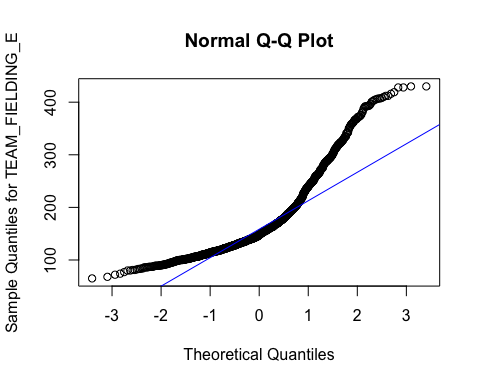 Normal Q-Q Plot
Sample Quantiles for TEAM_FIELDING_E
400
300
200
100
-3 -2 -1 0 1 2 3
Theoretical Quantiles